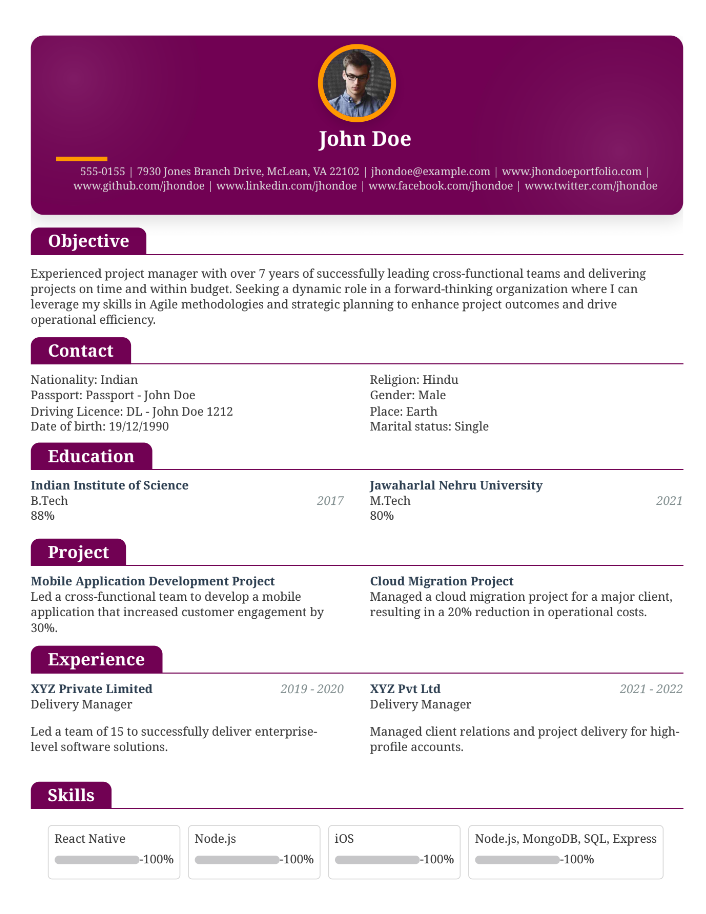 John Doe
555-0155 | 7930 Jones Branch Drive, McLean, VA 22102 | jhondoe@example.com | www.jhondoeportfolio.com |
www.github.com/jhondoe | www.linkedin.com/jhondoe | www.facebook.com/jhondoe | www.twitter.com/jhondoe
Objective
Experienced project manager with over 7 years of successfully leading cross-functional teams and delivering
projects on time and within budget. Seeking a dynamic role in a forward-thinking organization where I can
leverage my skills in Agile methodologies and strategic planning to enhance project outcomes and drive
operational efficiency.
Contact
Nationality: Indian
Passport: Passport - John Doe
Driving Licence: DL - John Doe 1212
Date of birth: 19/12/1990
Religion: Hindu
Gender: Male
Place: Earth
Marital status: Single
Education
Indian Institute of Science
B.Tech 2017
88%
Jawaharlal Nehru University
M.Tech 2021
80%
Project
Mobile Application Development Project
Led a cross-functional team to develop a mobile
application that increased customer engagement by
30%.
Cloud Migration Project
Managed a cloud migration project for a major client,
resulting in a 20% reduction in operational costs.
Experience
XYZ Private Limited 2019 - 2020
Delivery Manager
Led a team of 15 to successfully deliver enterprise-
level software solutions.
XYZ Pvt Ltd 2021 - 2022
Delivery Manager
Managed client relations and project delivery for high-
profile accounts.
Skills
React Native
-100%
Node.js
-100%
iOS
-100%
Node.js, MongoDB, SQL, Express
-100%